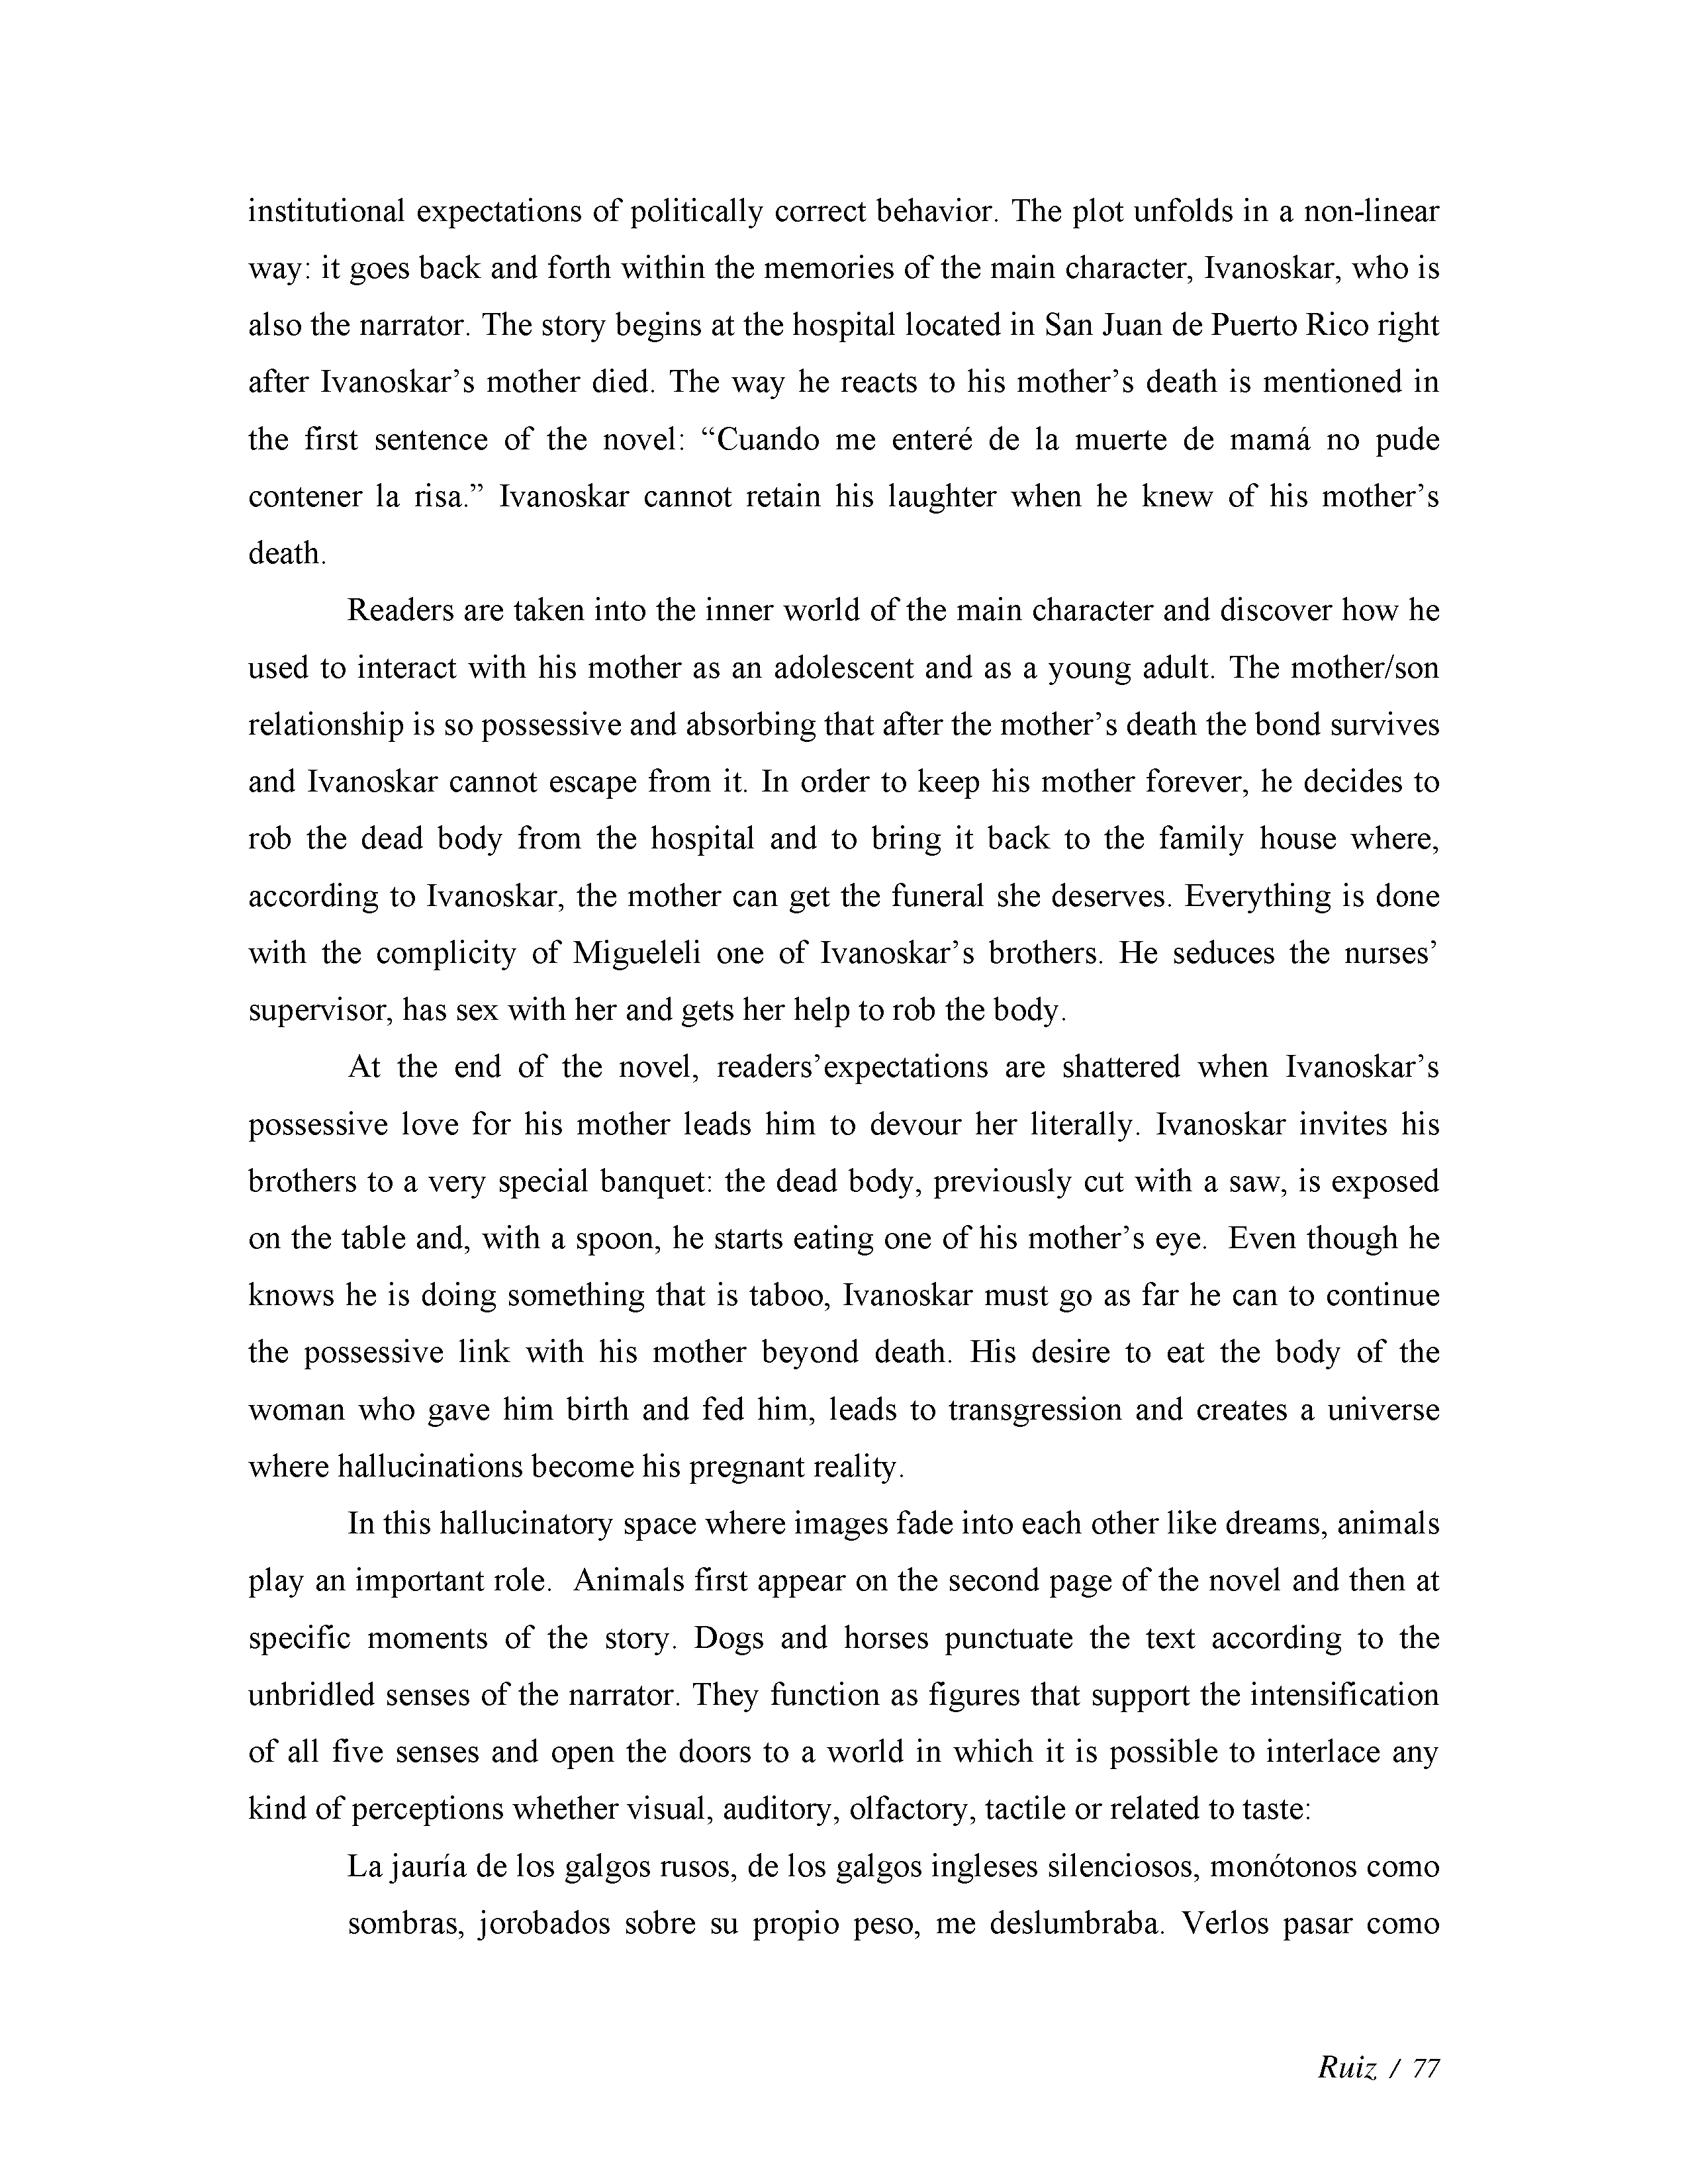 institutional expectations of politically correct behavior. The plot unfolds in a non-linear
way: it goes back and forth within the memories of the main character, Ivanoskar, who is
also the narrator. The story begins at the hospital located in San Juan de Puerto Rico right
after Ivanoskar’s mother died. The way he reacts to his mother’s death is mentioned in
the first sentence of the novel: “Cuando me enteré de la muerte de mamá no pude
contener la risa.” Ivanoskar cannot retain his laughter when he knew of his mother’s
death.
Readers are taken into the inner world of the main character and discover how he
used to interact with his mother as an adolescent and as a young adult. The mother/son
relationship is so possessive and absorbing that after the mother’s death the bond survives
and Ivanoskar cannot escape from it. In order to keep his mother forever, he decides to
rob the dead body from the hospital and to bring it back to the family house where,
according to Ivanoskar, the mother can get the funeral she deserves. Everything is done
with the complicity of Migueleli one of Ivanoskar’s brothers. He seduces the nurses’
supervisor, has sex with her and gets her help to rob the body.
At the end of the novel, readers’expectations are shattered when Ivanoskar’s
possessive love for his mother leads him to devour her literally. Ivanoskar invites his
brothers to a very special banquet: the dead body, previously cut with a saw, is exposed
on the table and, with a spoon, he starts eating one of his mother’s eye.  Even though he
knows he is doing something that is taboo, Ivanoskar must go as far he can to continue
the possessive link with his mother beyond death. His desire to eat the body of the
woman who gave him birth and fed him, leads to transgression and creates a universe
where hallucinations become his pregnant reality.
In this hallucinatory space where images fade into each other like dreams, animals
play an important role.  Animals first appear on the second page of the novel and then at
specific moments of the story. Dogs and horses punctuate the text according to the
unbridled senses of the narrator. They function as figures that support the intensification
of all five senses and open the doors to a world in which it is possible to interlace any
kind of perceptions whether visual, auditory, olfactory, tactile or related to taste:
La jauría de los galgos rusos, de los galgos ingleses silenciosos, monótonos como
sombras, jorobados sobre su propio peso, me deslumbraba. Verlos pasar como
Ruiz / 77